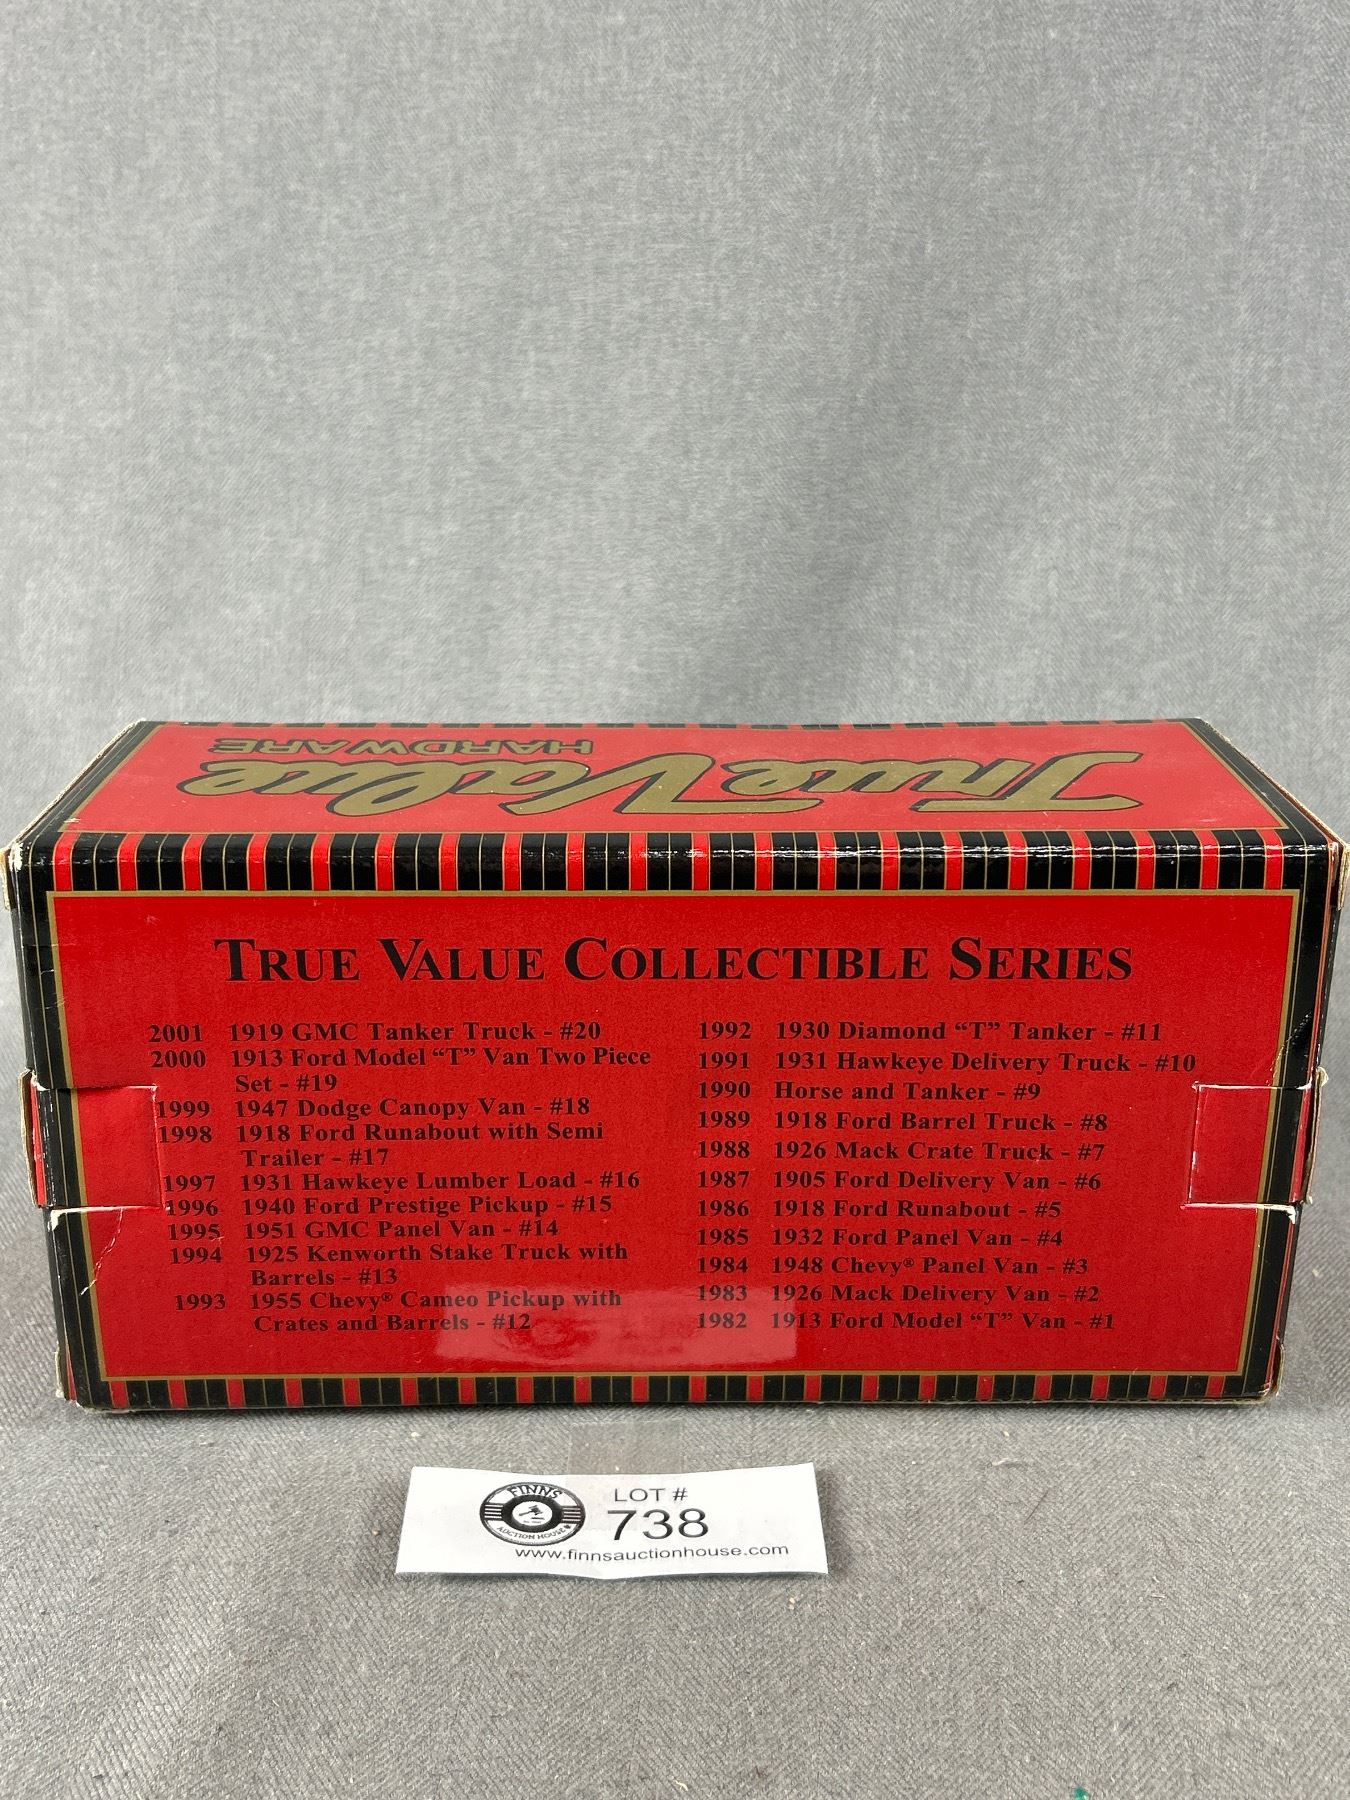 True Value
HARDWARE
TRUE VALUE COLLECTIBLE SERIES
2001 1919 GMC Tanker Truck - #20
2000 1913 Ford Model “T” Van Two Piece
Set - #19
1999 1947 Dodge Canopy Van - #18
1998 1918 Ford Runabout with Semi
Trailer - #17
1997 1931 Hawkeye Lumber Load - #16
1996 1940 Ford Prestige Pickup - #15
1995 1951 GMC Panel Van - #14
1994 1925 Kenworth Stake Truck with
Barrels - #13
1993 1955 Chevy® Cameo Pickup with
Crates and Barrels - #12
1992 1930 Diamond “T” Tanker - #11
1991 1931 Hawkeye Delivery Truck - #10
1990 Horse and Tanker - #9
1989 1918 Ford Barrel Truck - #8
1988 1926 Mack Crate Truck - #7
1987 1905 Ford Delivery Van - #6
1986 1918 Ford Runabout - #5
1985 1932 Ford Panel Van - #4
1984 1948 Chevy® Panel Van - #3
1983 1926 Mack Delivery Van - #2
1982 1913 Ford Model “T” Van - #1
FINNS
AUCTION HOUSE
LOT #
738
www.finnsauctionhouse.com